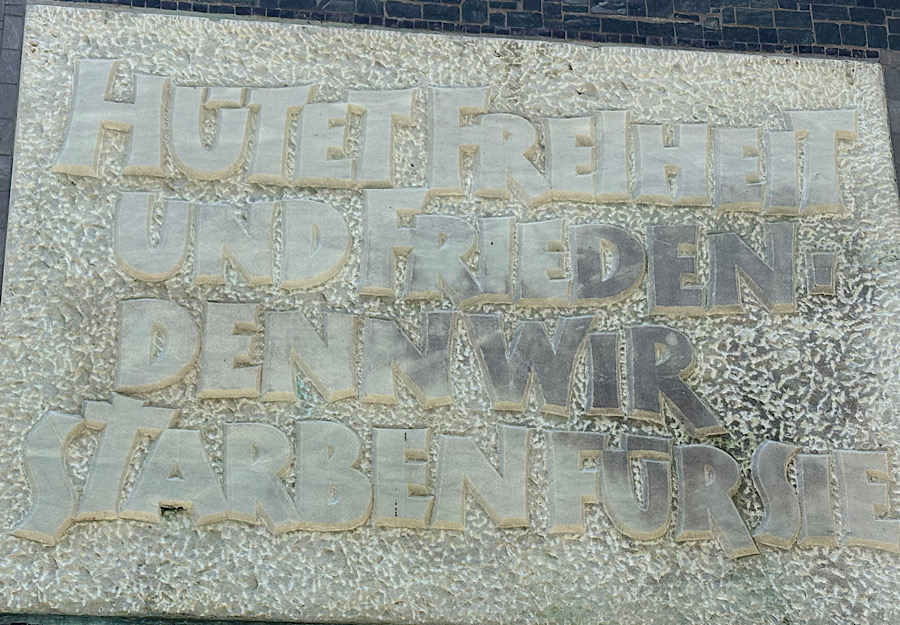 HÜTET FREIHEIT
UND FRIEDEN·
DENN WIR
STARBEN FÜR SIE